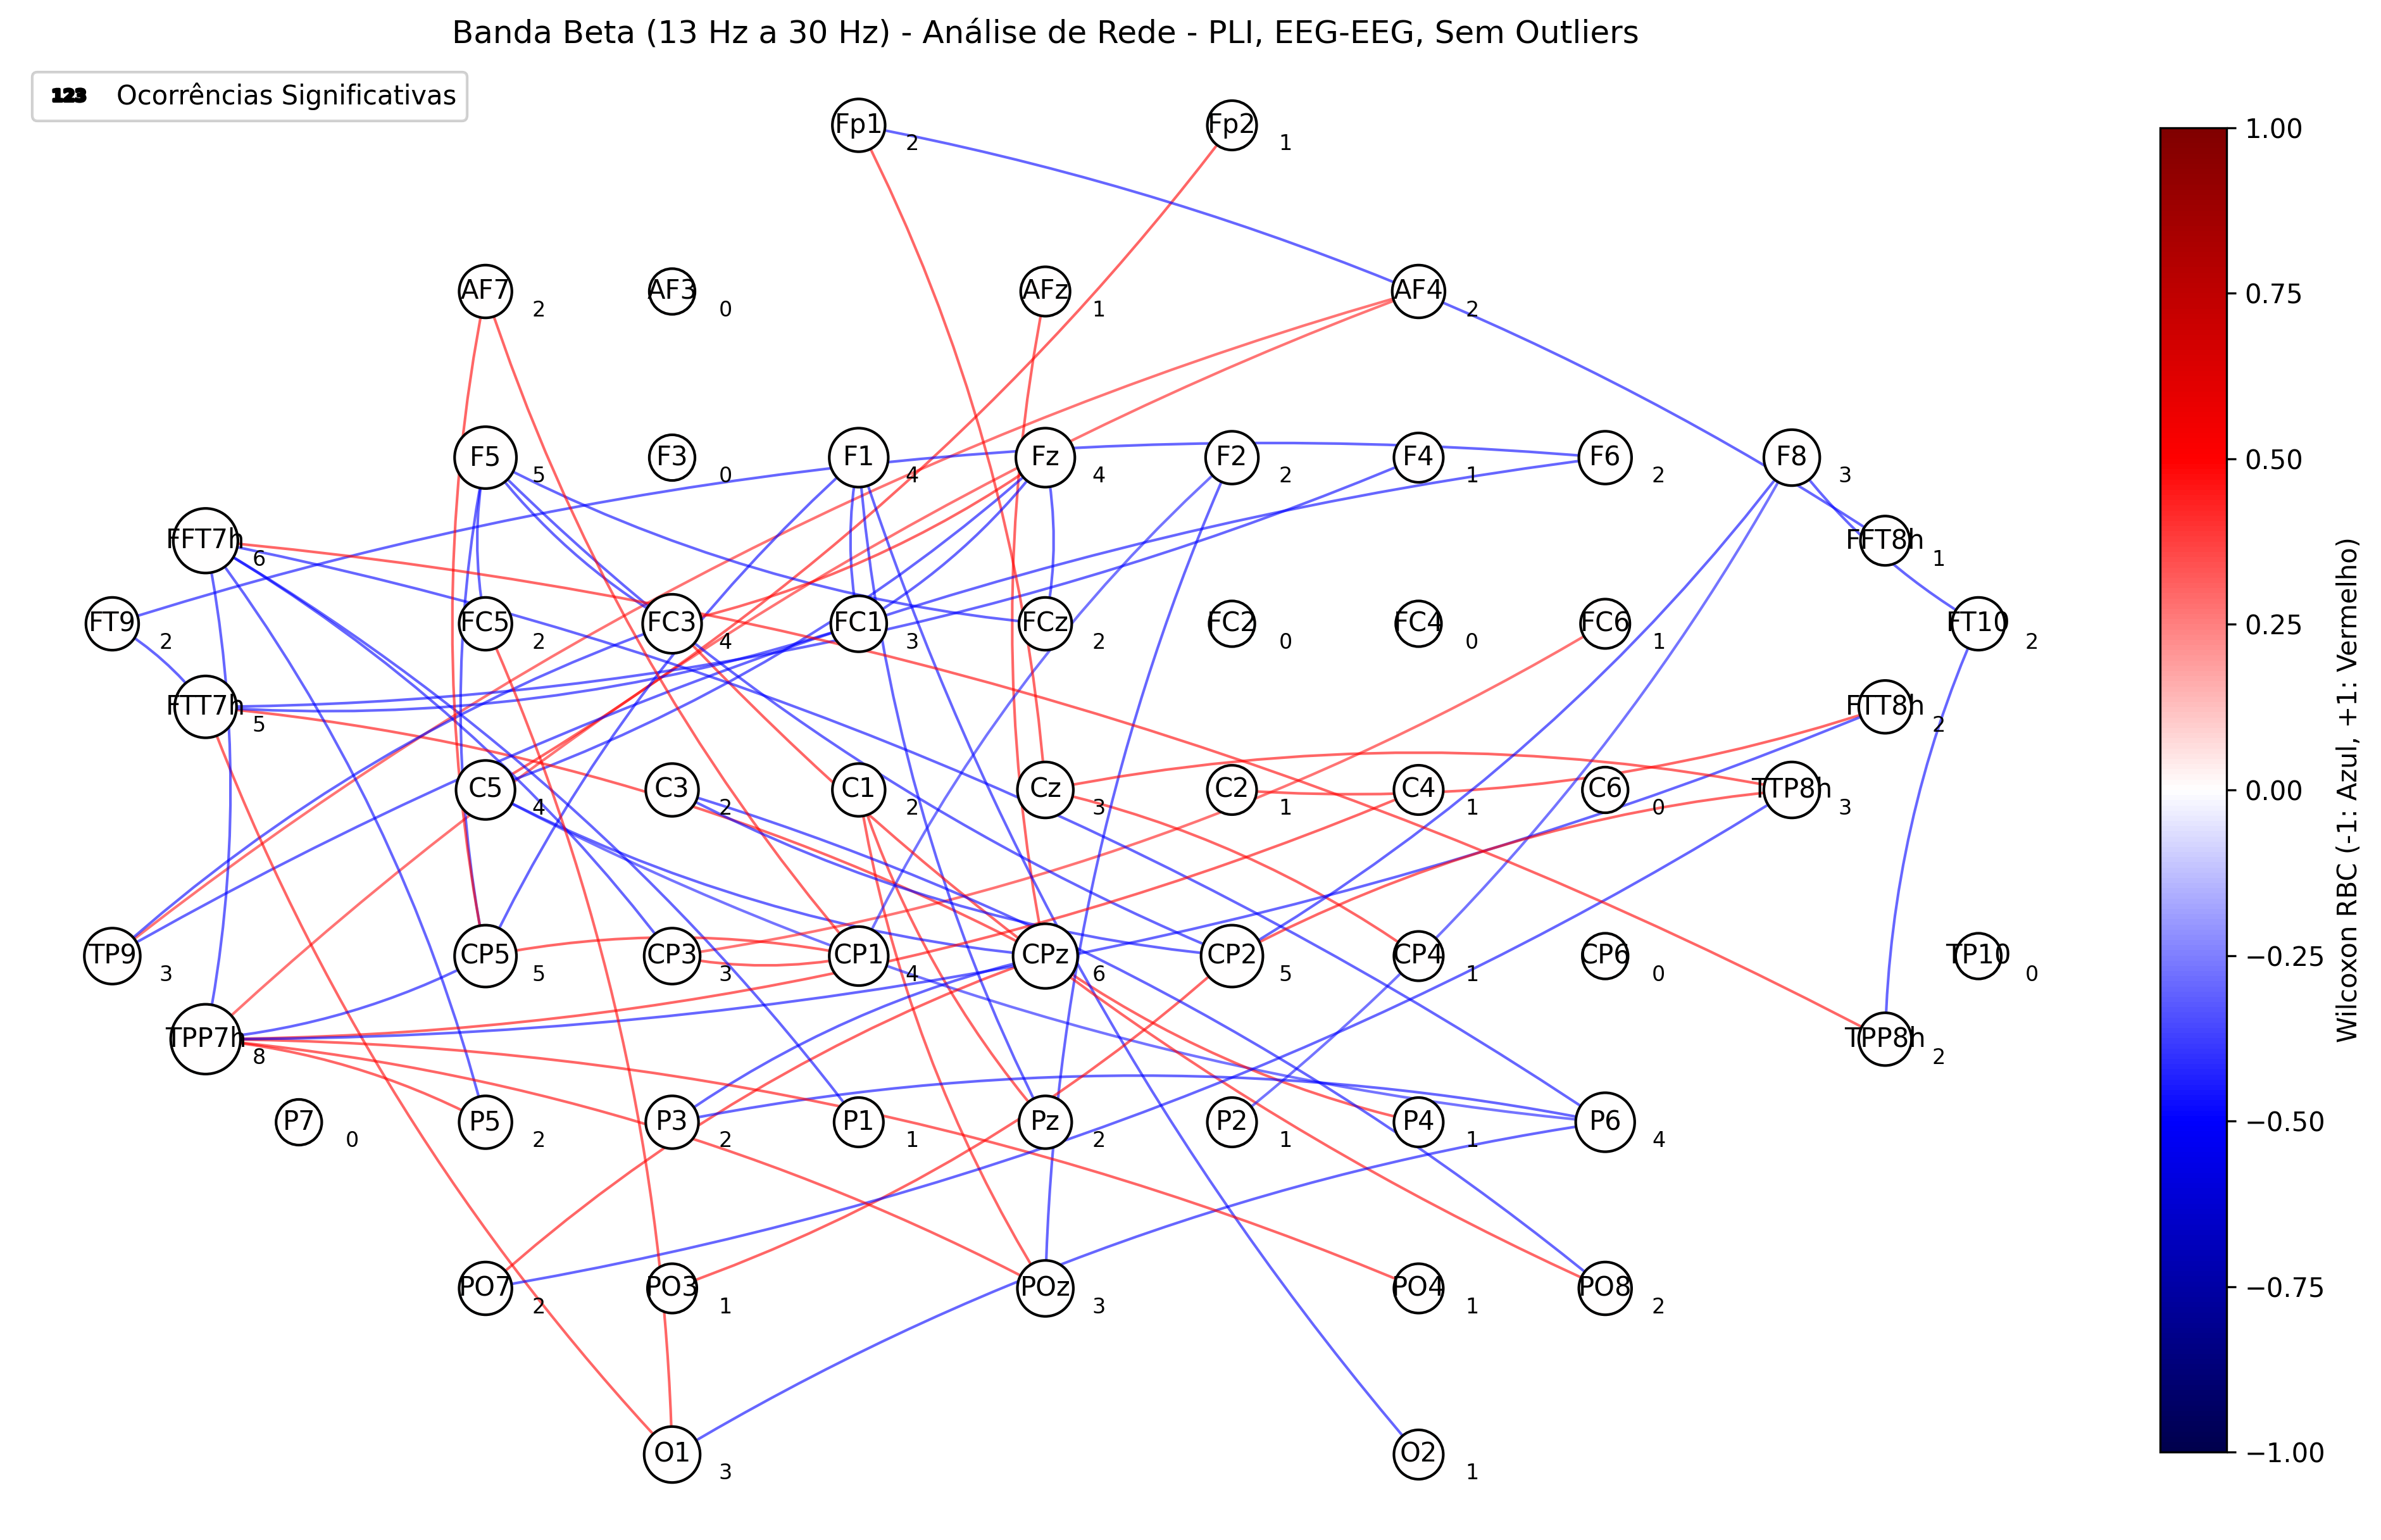 Banda Beta (13 Hz a 30 Hz) - Análise de Rede - PLI, EEG-EEG, Sem Outliers
123 Ocorrências Significativas
Fp1 2 Fp2 1
AF7 2 AF3 0 AFz 1 AF4 2
F5 5 F3 0 F1 4 Fz 4 F2 2 F4 1 F6 2 F8 3
FFT7h 6 FFT8h 1
FT9 2 FC5 2 FC3 4 FC1 3 FCz 2 FC2 0 FC4 0 FC6 1 FT10 2
FTT7h 5 FTT8h 2
C5 4 C3 2 C1 2 Cz 3 C2 1 C4 1 C6 0 TTP8h 3
TP9 3 CP5 5 CP3 3 CP1 4 CPz 6 CP2 5 CP4 1 CP6 0 TP10 0
TPP7h 8 TPP8h 2
P7 0 P5 2 P3 2 P1 1 Pz 2 P2 1 P4 1 P6 4
PO7 2 PO3 1 POz 3 PO4 1 PO8 2
O1 3 O2 1
1.00
0.75
0.50
0.25
0.00
−0.25
−0.50
−0.75
−1.00
Wilcoxon RBC (-1: Azul, +1: Vermelho)